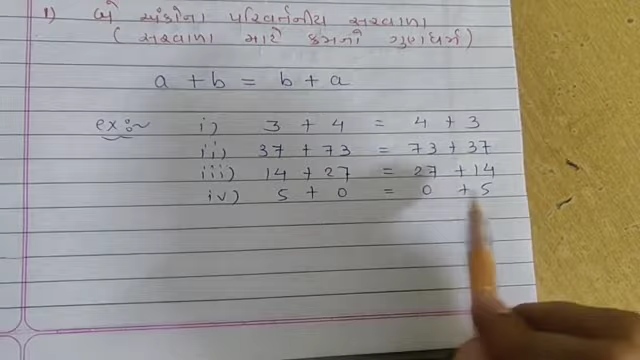 1) બે અંકોના પરિવર્તનીય સરવાળા
( સરવાળા માટે ક્રમનો ગુણધર્મ)
a + b = b + a
ex:~ i) 3 + 4 = 4 + 3
ii) 37 + 73 = 73 + 37
iii) 14 + 27 = 27 + 14
iv) 5 + 0 = 0 + 5